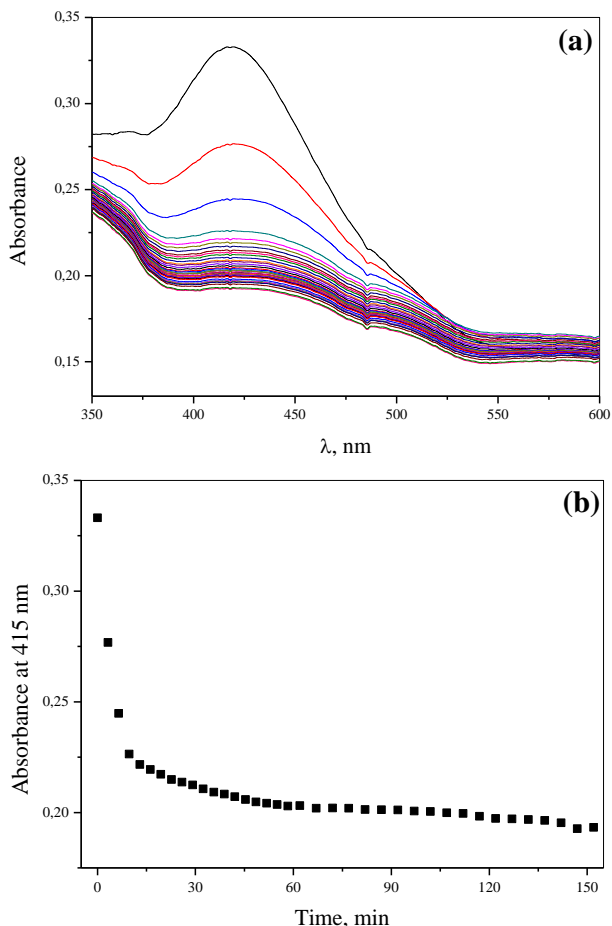 (a)
0,35
0,30
0,25
0,20
0,15
Absorbance
350 400 450 500 550 600
λ, nm
(b)
0,35
0,30
0,25
0,20
Absorbance at 415 nm
0 30 60 90 120 150
Time, min